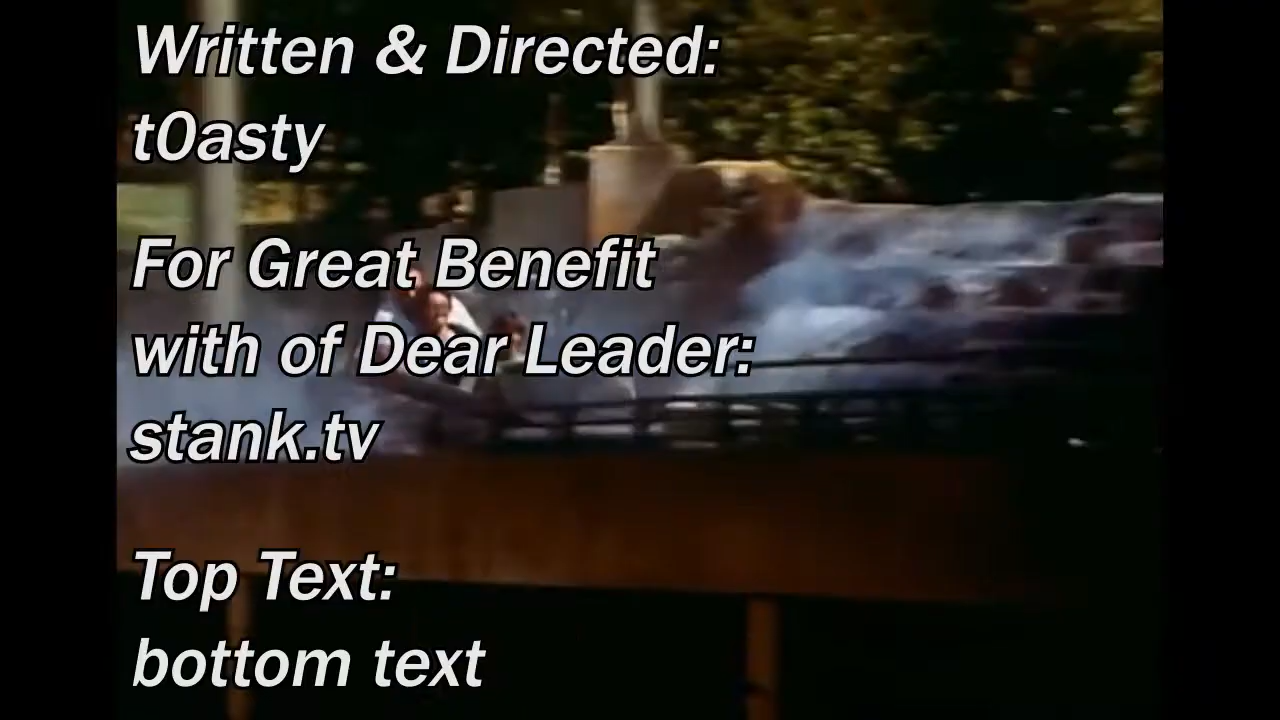 Written & Directed:
t0asty
For Great Benefit
with of Dear Leader:
stank.tv
Top Text:
bottom text